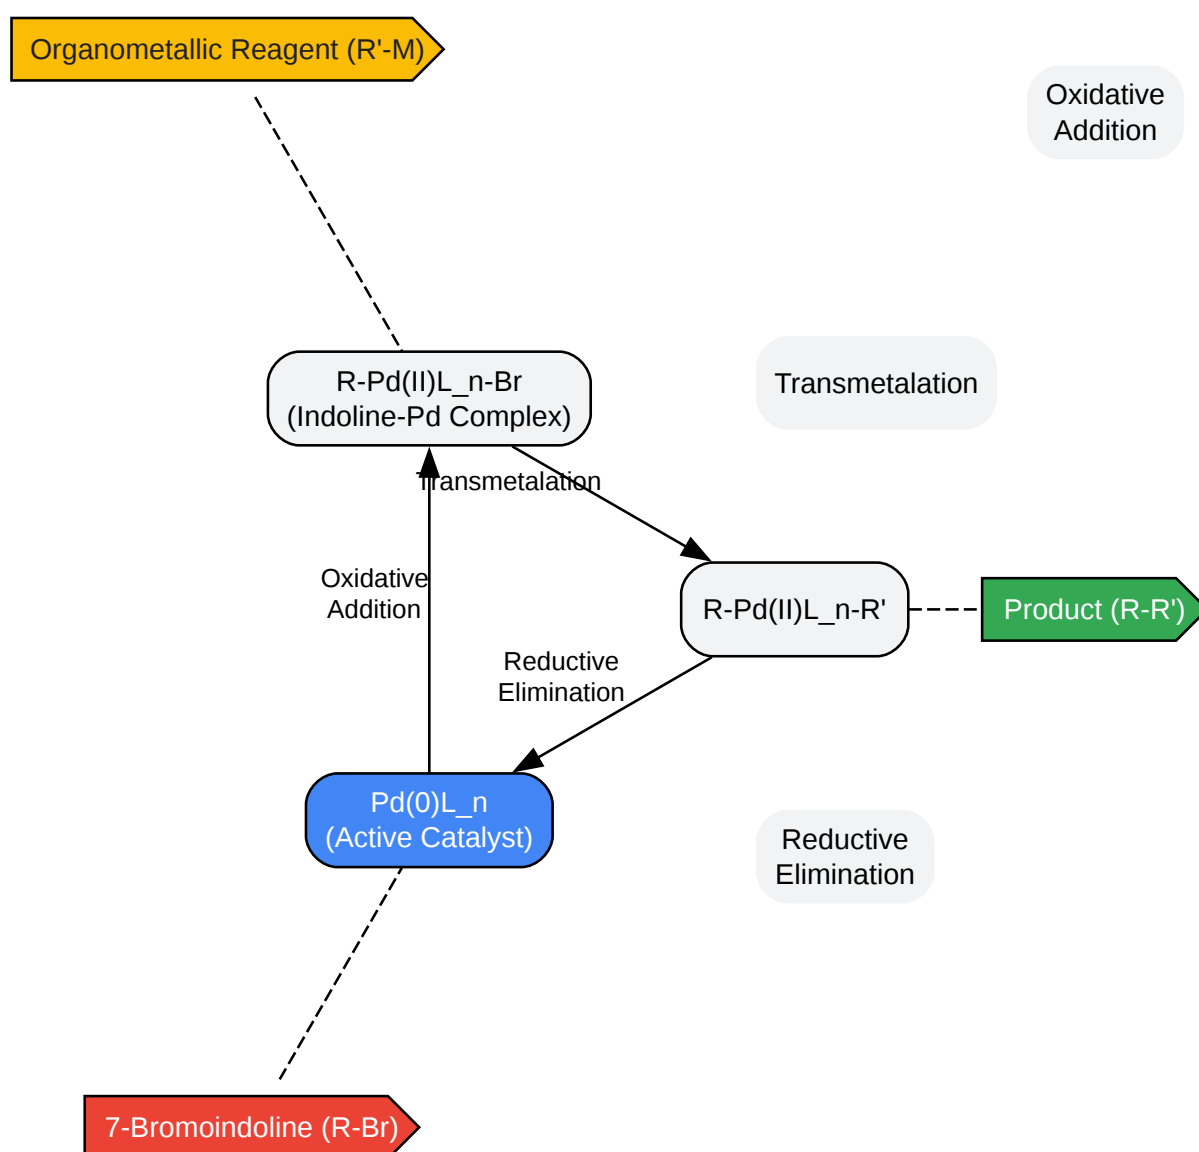 Organometallic Reagent (R'-M)
Oxidative
Addition
R-Pd(II)L_n-Br
(Indoline-Pd Complex)
Transmetalation
Transmetalation
Oxidative
Addition
R-Pd(II)L_n-R'
Product (R-R')
Reductive
Elimination
Pd(0)L_n
(Active Catalyst)
Reductive
Elimination
7-Bromoindoline (R-Br)